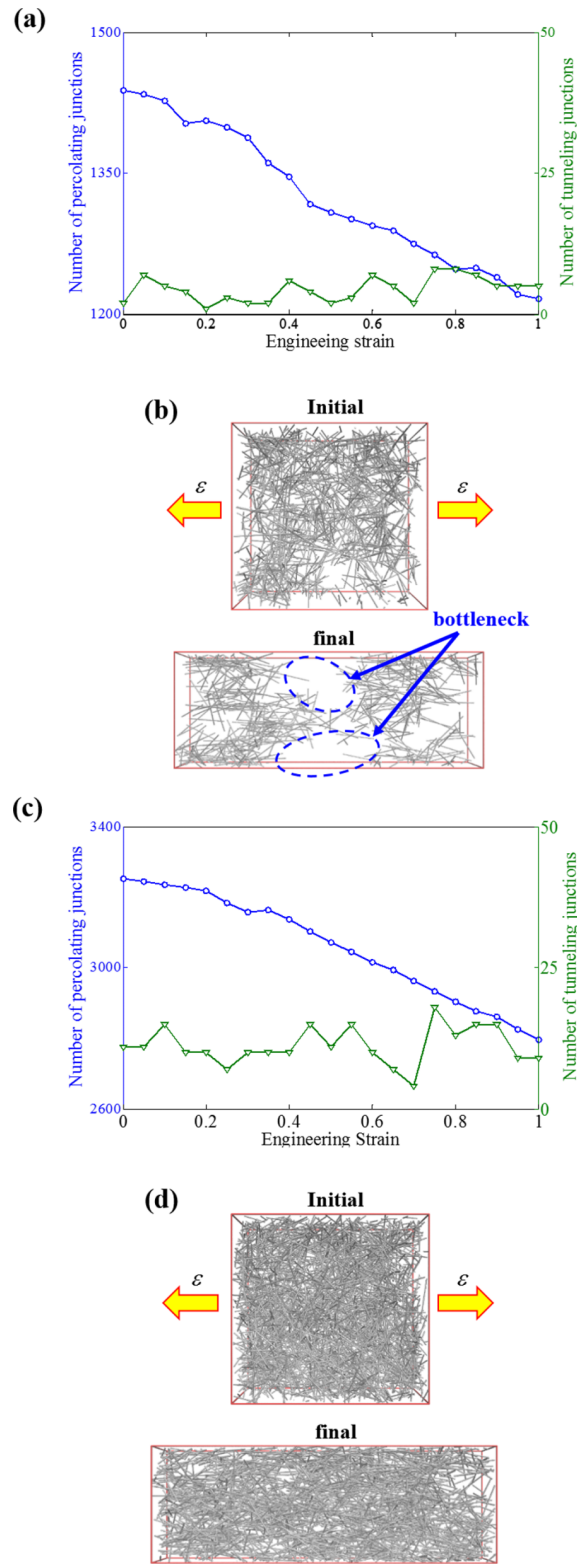 (a)
1500
50
Number of percolating junctions
1350
25
Number of tunneling junctions
1200
0
0
0.2
0.4
0.6
0.8
1
Engineeing strain
(b)
Initial
ε
ε
bottleneck
final
(c)
3400
50
Number of percolating junctions
3000
25
Number of tunneling junctions
2600
0
0
0.2
0.4
0.6
0.8
1
Engineering Strain
(d)
Initial
ε
ε
final